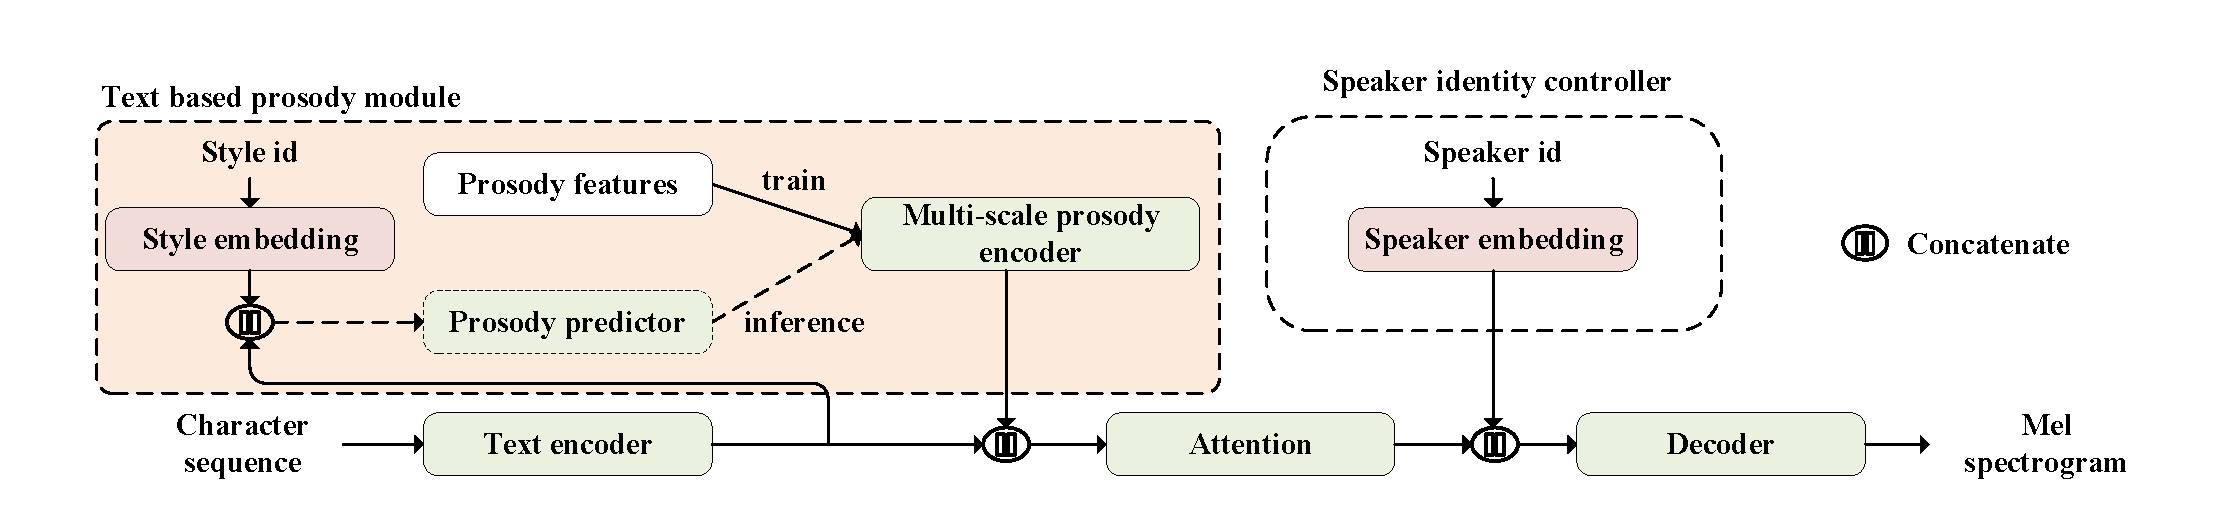 Text based prosody module
Speaker identity controller
Style id
Prosody features
train
Speaker id
Style embedding
Multi-scale prosody
encoder
Speaker embedding
Concatenate
Prosody predictor
inference
Character
sequence
Text encoder
Attention
Decoder
Mel
spectrogram